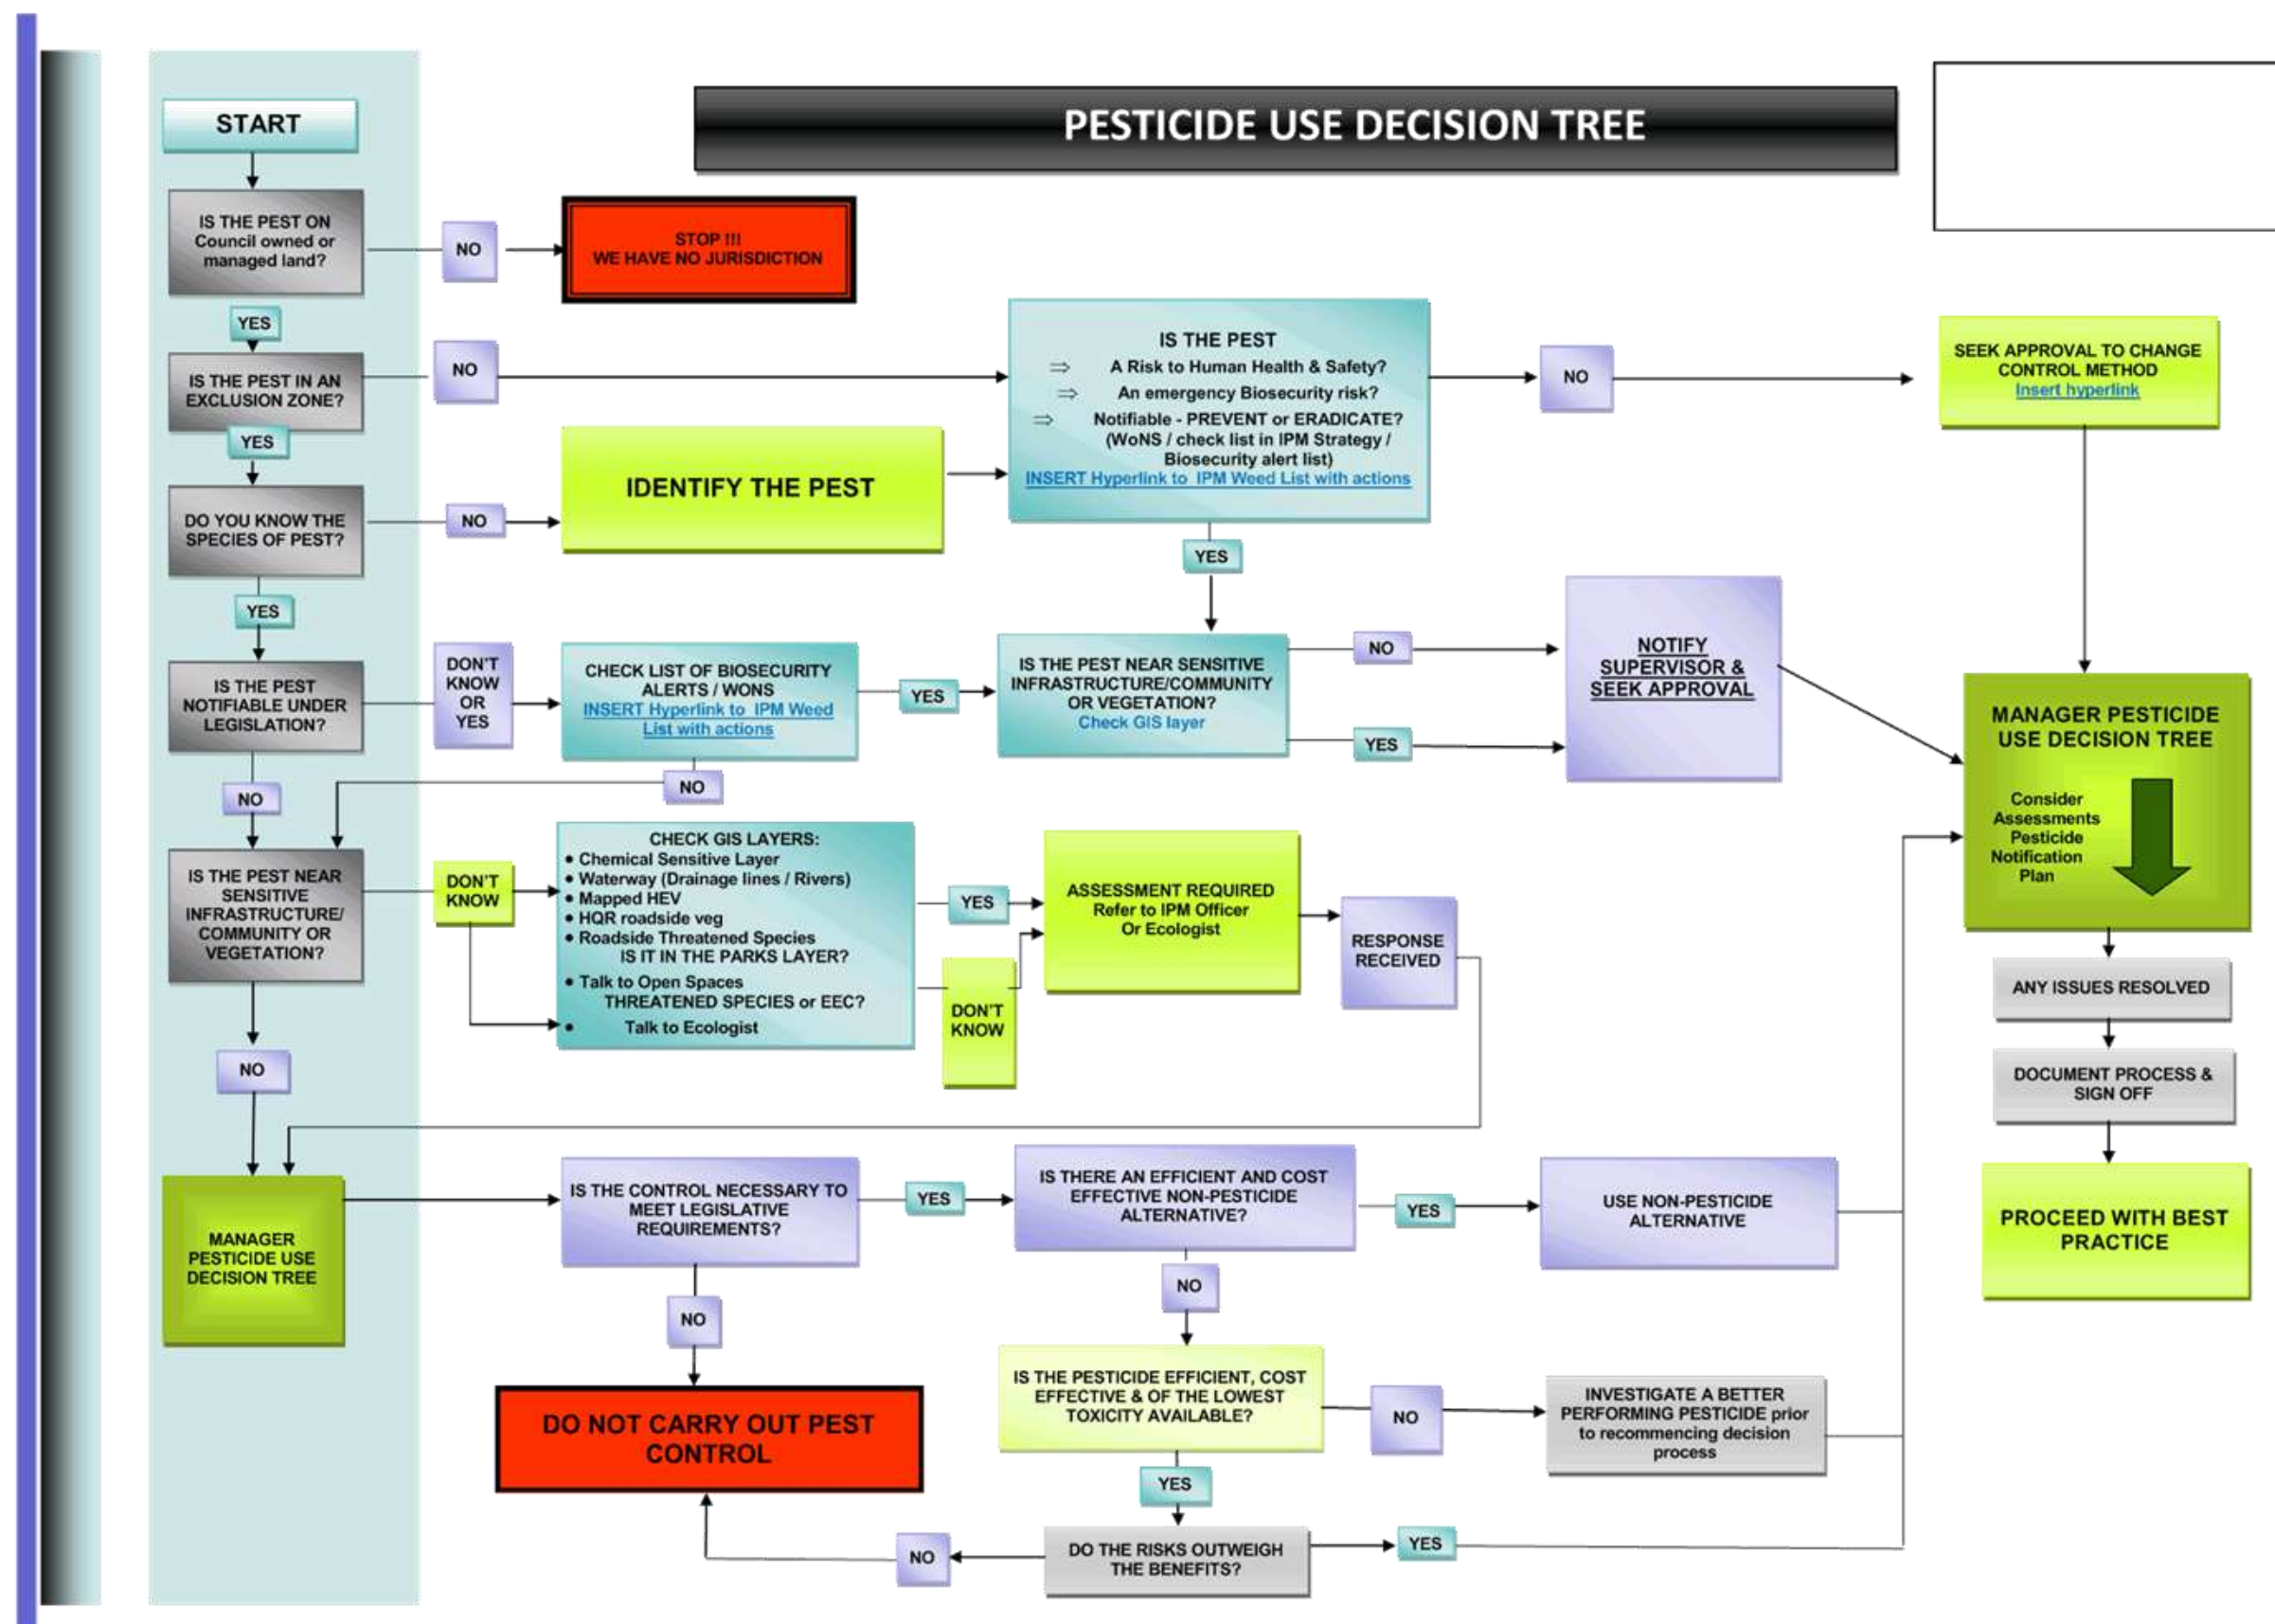 PESTICIDE USE DECISION TREE
START
IS THE PEST ON
Council owned or
managed land?
NO
STOP !!!
WE HAVE NO JURISDICTION
YES
IS THE PEST IN AN
EXCLUSION ZONE?
NO
IS THE PEST
⇒ A Risk to Human Health & Safety?
⇒ An emergency Biosecurity risk?
⇒ Notifiable - PREVENT or ERADICATE?
(WoNS / check list in IPM Strategy /
Biosecurity alert list)
INSERT Hyperlink to IPM Weed List with actions
NO
SEEK APPROVAL TO CHANGE
CONTROL METHOD
Insert hyperlink
YES
DO YOU KNOW THE
SPECIES OF PEST?
NO
IDENTIFY THE PEST
YES
YES
IS THE PEST
NOTIFIABLE UNDER
LEGISLATION?
DON'T
KNOW
OR
YES
CHECK LIST OF BIOSECURITY
ALERTS / WONS
INSERT Hyperlink to IPM Weed
List with actions
YES
IS THE PEST NEAR SENSITIVE
INFRASTRUCTURE/COMMUNITY
OR VEGETATION?
Check GIS layer
NO
YES
NOTIFY
SUPERVISOR &
SEEK APPROVAL
MANAGER PESTICIDE
USE DECISION TREE
Consider
Assessments
Pesticide
Notification
Plan
NO
NO
IS THE PEST NEAR
SENSITIVE
INFRASTRUCTURE/
COMMUNITY OR
VEGETATION?
DON'T
KNOW
CHECK GIS LAYERS:
• Chemical Sensitive Layer
• Waterway (Drainage lines / Rivers)
• Mapped HEV
• HQR roadside veg
• Roadside Threatened Species
IS IT IN THE PARKS LAYER?
• Talk to Open Spaces
THREATENED SPECIES or EEC?
• Talk to Ecologist
YES
DON'T
KNOW
ASSESSMENT REQUIRED
Refer to IPM Officer
Or Ecologist
RESPONSE
RECEIVED
ANY ISSUES RESOLVED
DOCUMENT PROCESS &
SIGN OFF
PROCEED WITH BEST
PRACTICE
NO
MANAGER
PESTICIDE USE
DECISION TREE
IS THE CONTROL NECESSARY TO
MEET LEGISLATIVE
REQUIREMENTS?
YES
IS THERE AN EFFICIENT AND COST
EFFECTIVE NON-PESTICIDE
ALTERNATIVE?
YES
USE NON-PESTICIDE
ALTERNATIVE
NO
NO
DO NOT CARRY OUT PEST
CONTROL
IS THE PESTICIDE EFFICIENT, COST
EFFECTIVE & OF THE LOWEST
TOXICITY AVAILABLE?
NO
INVESTIGATE A BETTER
PERFORMING PESTICIDE prior
to recommencing decision
process
YES
NO
DO THE RISKS OUTWEIGH
THE BENEFITS?
YES